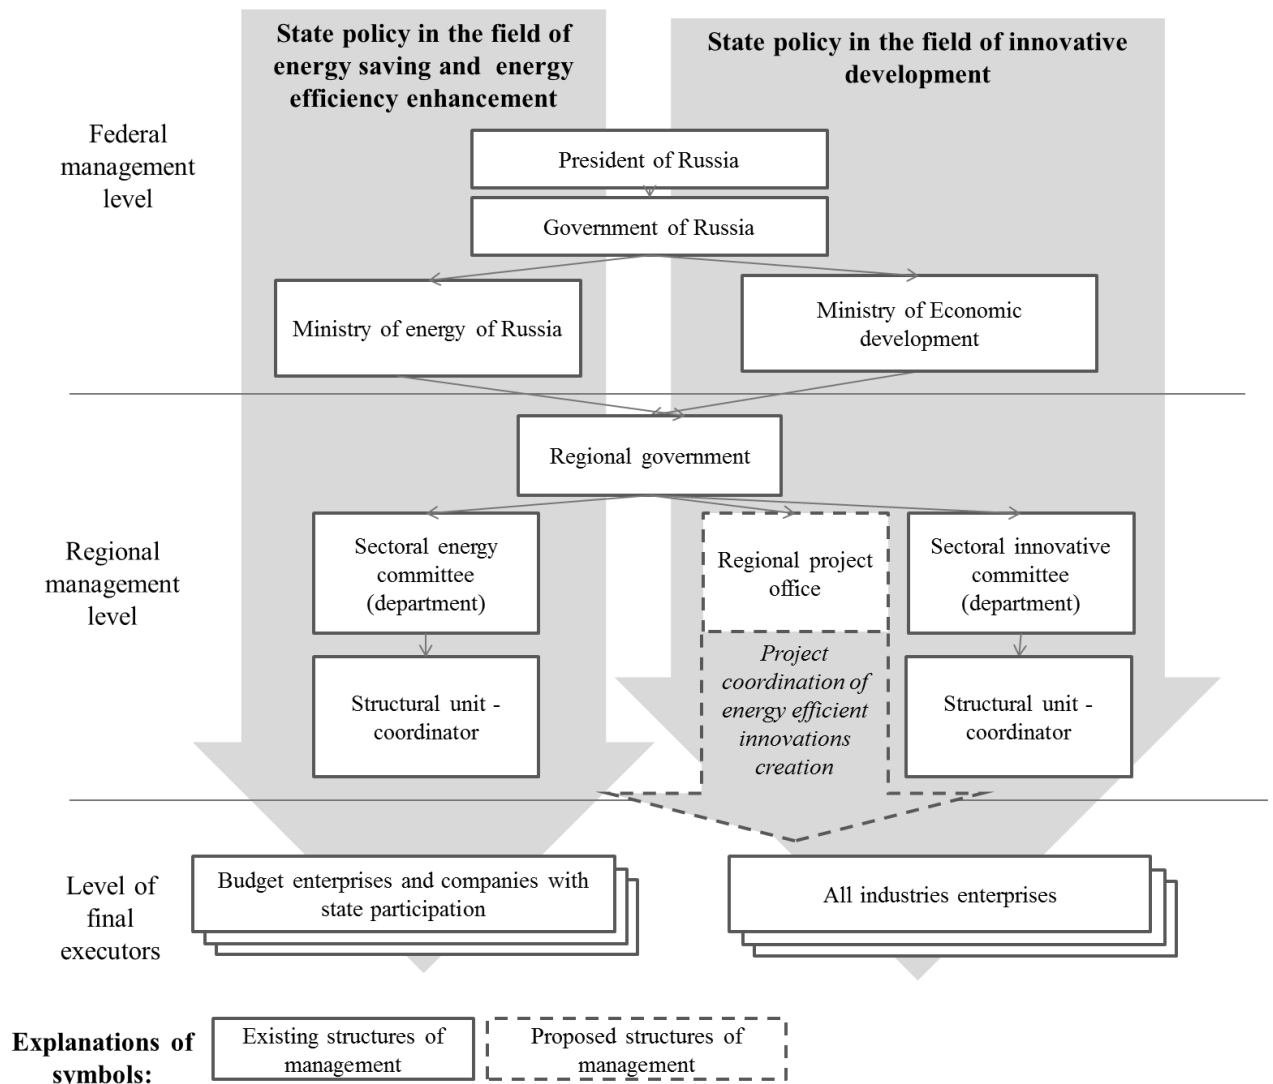 State policy in the field of
energy saving and energy
efficiency enhancement
State policy in the field of innovative
development
Federal
management
level
President of Russia
Government of Russia
Ministry of energy of Russia
Ministry of Economic
development
Regional government
Regional
management
level
Sectoral energy
committee
(department)
Regional project
office
Sectoral innovative
committee
(department)
Structural unit -
coordinator
Project
coordination of
energy efficient
innovations
creation
Structural unit -
coordinator
Level of
final
executors
Budget enterprises and companies with
state participation
All industries enterprises
Explanations of
symbols:
Existing structures of
management
Proposed structures of
management